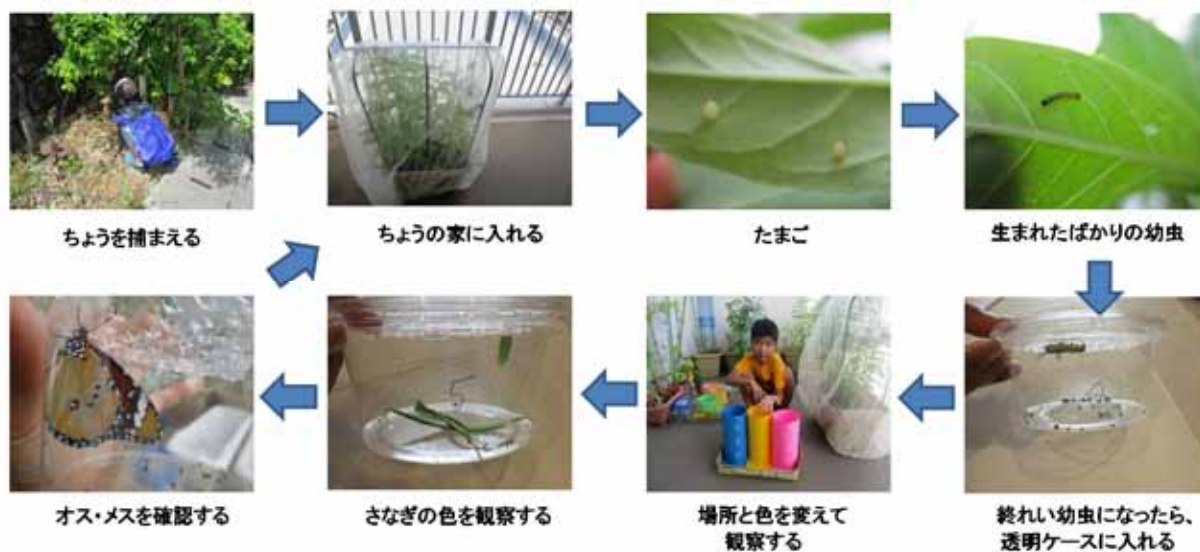 ちょうを捕まえる
ちょうの家に入れる
たまご
生まれたばかりの幼虫
オス・メスを確認する
さなぎの色を観察する
場所と色を変えて
観察する
終れい幼虫になったら、
透明ケースに入れる